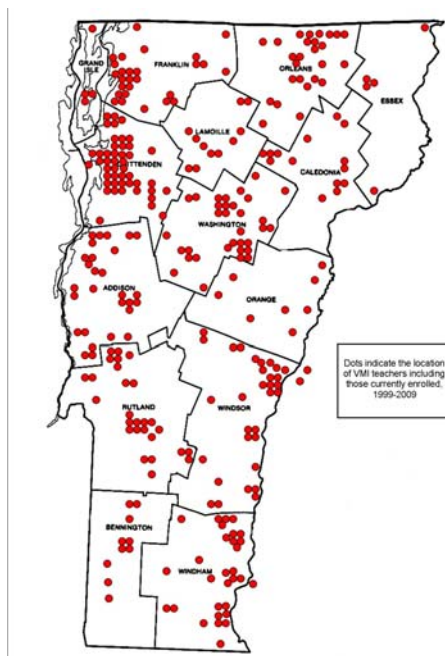 GRAND
ISLE
FRANKLIN
ORLEANS
ESSEX
LAMOILLE
TTENDEN
CALEDONIA
WASHINGTON
ADDISON
ORANGE
Dots indicate the location
of VMI teachers including
those currently enrolled,
1999-2009
RUTLAND
WINDSOR
BENNINGTON
WINDHAM